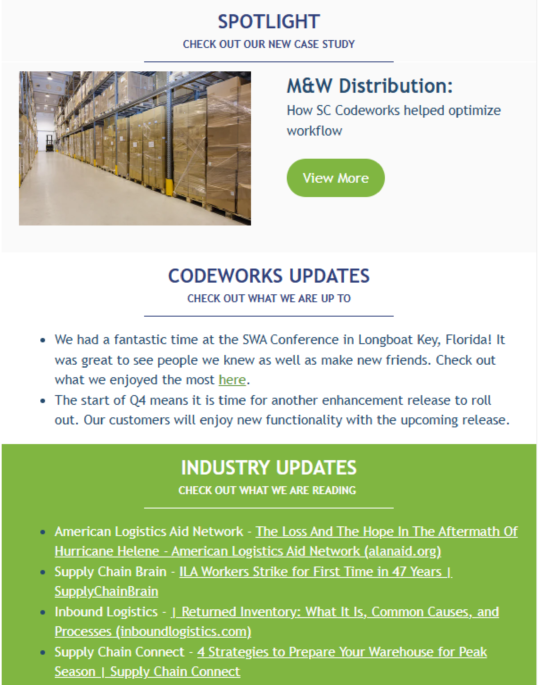 SPOTLIGHT
CHECK OUT OUR NEW CASE STUDY
M&W Distribution:
How SC Codeworks helped optimize
workflow
View More
CODEWORKS UPDATES
CHECK OUT WHAT WE ARE UP TO
• We had a fantastic time at the SWA Conference in Longboat Key, Florida! It
was great to see people we knew as well as make new friends. Check out
what we enjoyed the most here.
• The start of Q4 means it is time for another enhancement release to roll
out. Our customers will enjoy new functionality with the upcoming release.
INDUSTRY UPDATES
CHECK OUT WHAT WE ARE READING
• American Logistics Aid Network - The Loss And The Hope In The Aftermath Of
Hurricane Helene - American Logistics Aid Network (alanaid.org)
• Supply Chain Brain - ILA Workers Strike for First Time in 47 Years |
SupplyChainBrain
• Inbound Logistics - | Returned Inventory: What It Is, Common Causes, and
Processes (inboundlogistics.com)
• Supply Chain Connect - 4 Strategies to Prepare Your Warehouse for Peak
Season | Supply Chain Connect